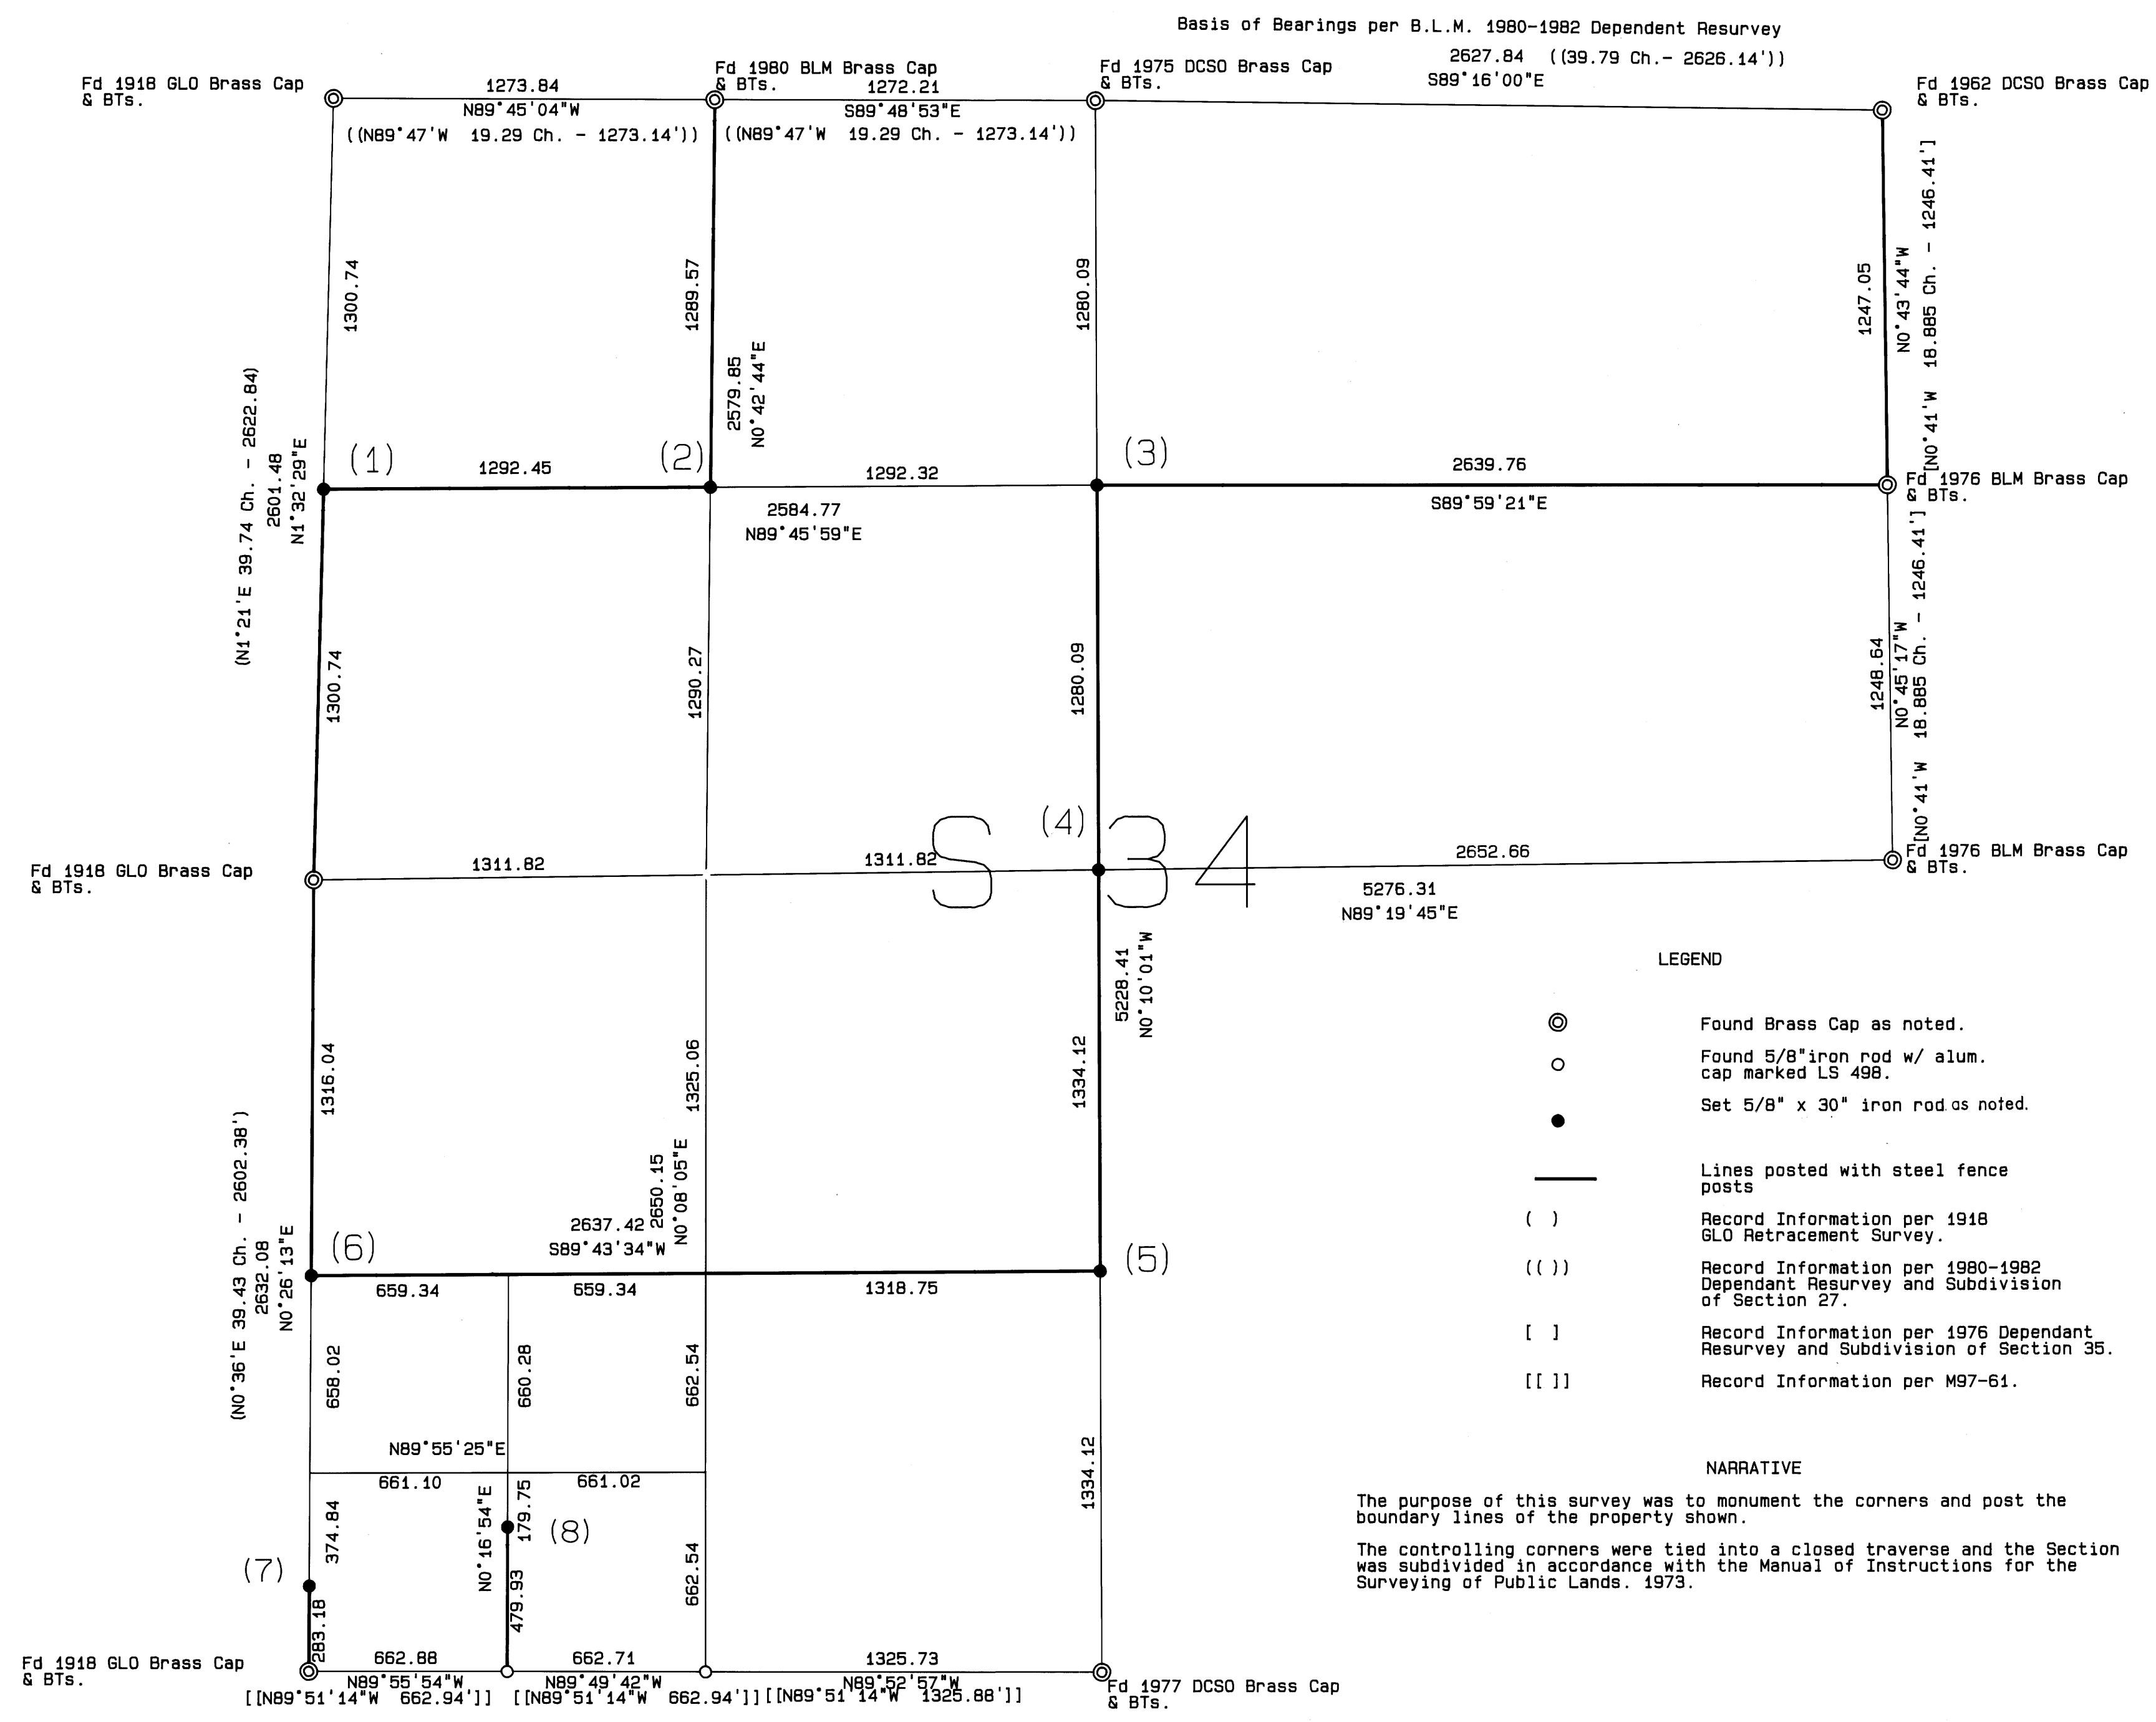 Basis of Bearings per B.L.M. 1980-1982 Dependent Resurvey
2627.84 ((39.79 Ch.- 2626.14'))
S89°16'00"E
Fd 1918 GLO Brass Cap
& BTs.
1273.84
N89°45'04"W
((N89°47'W 19.29 Ch. - 1273.14'))
Fd 1980 BLM Brass Cap
& BTs.
1272.21
S89°48'53"E
((N89°47'W 19.29 Ch. - 1273.14'))
Fd 1975 DCSO Brass Cap
& BTs.
Fd 1962 DCSO Brass Cap
& BTs.
1300.74
1289.57
2579.85
N0°42'44"E
1280.09
1247.05
N0°43'44"W
[N0°41'W 18.885 Ch. - 1246.41']
(N1°21'E 39.74 Ch. - 2622.84)
2601.48
N1°32'29"E
(1)
1292.45
(2)
1292.32
2584.77
N89°45'59"E
(3)
2639.76
S89°59'21"E
Fd 1976 BLM Brass Cap
& BTs.
1300.74
1290.27
1280.09
1248.64
N0°45'17"W
[N0°41'W 18.885 Ch. - 1246.41']
Fd 1918 GLO Brass Cap
& BTs.
1311.82
1311.82
(4)
S 34
2652.66
5276.31
N89°19'45"E
Fd 1976 BLM Brass Cap
& BTs.
5228.41
N0°10'01"W
1316.04
1325.06
1334.12
(N0°36'E 39.43 Ch. - 2602.38')
2632.08
N0°26'13"E
2650.15
N0°08'05"E
(6)
2637.42
S89°43'34"W
(5)
659.34
659.34
1318.75
658.02
660.28
662.54
N89°55'25"E
661.10
661.02
1334.12
374.84
N0°16'54"E
179.75
(8)
(7)
283.18
479.93
662.54
Fd 1918 GLO Brass Cap
& BTs.
662.88
N89°55'54"W
[[N89°51'14"W 662.94']]
662.71
N89°49'42"W
[[N89°51'14"W 662.94']]
1325.73
N89°52'57"W
[[N89°51'14"W 1325.88']]
Fd 1977 DCSO Brass Cap
& BTs.
LEGEND
Found Brass Cap as noted.
Found 5/8"iron rod w/ alum.
cap marked LS 498.
Set 5/8" x 30" iron rod as noted.
Lines posted with steel fence
posts
( ) Record Information per 1918
GLO Retracement Survey.
(( )) Record Information per 1980-1982
Dependant Resurvey and Subdivision
of Section 27.
[ ] Record Information per 1976 Dependant
Resurvey and Subdivision of Section 35.
[[ ]] Record Information per M97-61.
NARRATIVE
The purpose of this survey was to monument the corners and post the
boundary lines of the property shown.
The controlling corners were tied into a closed traverse and the Section
was subdivided in accordance with the Manual of Instructions for the
Surveying of Public Lands. 1973.